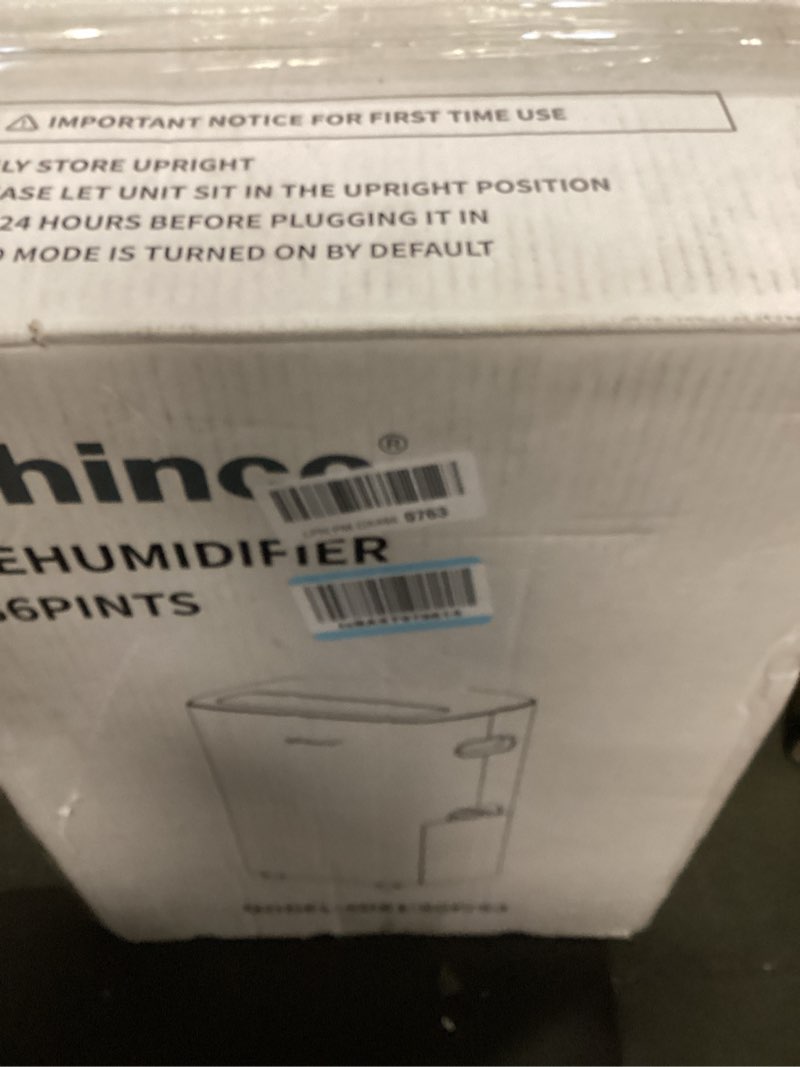 ⚠ IMPORTANT NOTICE FOR FIRST TIME USE
LY STORE UPRIGHT
ASE LET UNIT SIT IN THE UPRIGHT POSITION
24 HOURS BEFORE PLUGGING IT IN
MODE IS TURNED ON BY DEFAULT
hinco®
9763
EHUMIDIFIER
6PINTS